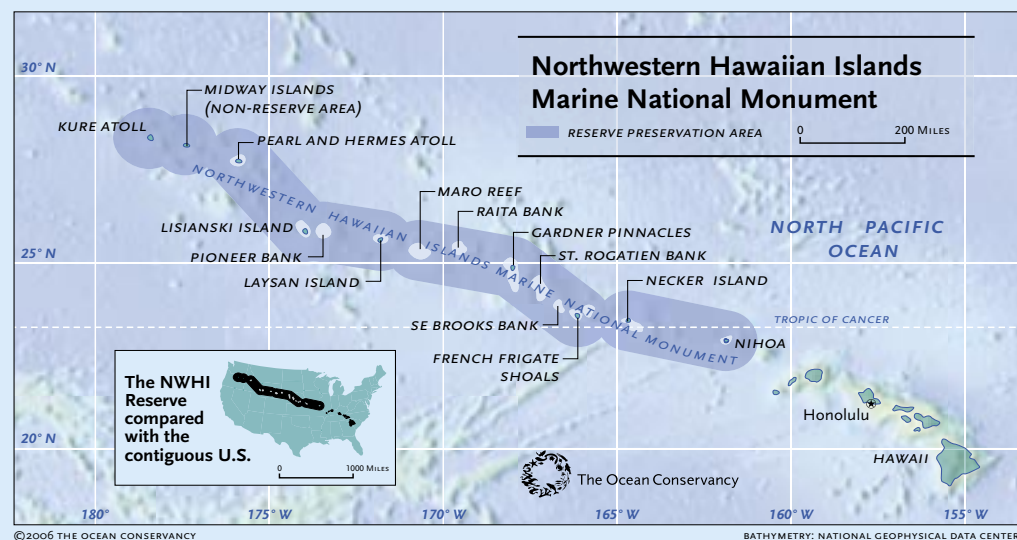 Northwestern Hawaiian Islands
Marine National Monument
RESERVE PRESERVATION AREA
0 200 MILES
30° N
25° N
20° N
MIDWAY ISLANDS
(NON-RESERVE AREA)
KURE ATOLL
PEARL AND HERMES ATOLL
NORTHWESTERN HAWAIIAN ISLANDS MARINE NATIONAL MONUMENT
MARO REEF
RAITA BANK
LISIANSKI ISLAND
GARDNER PINNACLES
PIONEER BANK
ST. ROGATIEN BANK
LAYSAN ISLAND
NECKER ISLAND
NORTH PACIFIC
OCEAN
TROPIC OF CANCER
SE BROOKS BANK
NIHOA
FRENCH FRIGATE
SHOALS
The NWHI
Reserve
compared
with the
contiguous U.S.
0 1000 MILES
Honolulu
HAWAII
The Ocean Conservancy
180° 175° W 170° W 165° W 160° W 155° W
©2006 THE OCEAN CONSERVANCY
BATHYMETRY: NATIONAL GEOPHYSICAL DATA CENTER